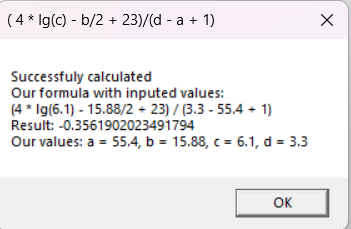 ( 4 * lg(c) - b/2 + 23)/(d - a + 1)
Successfuly calculated
Our formula with inputed values:
(4 * lg(6.1) - 15.88/2 + 23) / (3.3 - 55.4 + 1)
Result: -0.3561902023491794
Our values: a = 55.4, b = 15.88, c = 6.1, d = 3.3
OK